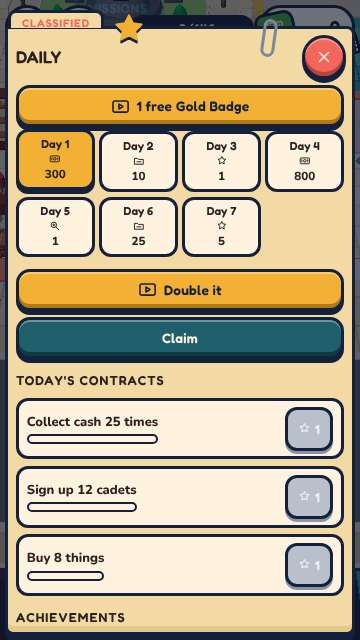 CLASSIFIED
DAILY
1 free Gold Badge
Day 1
300
Day 2
10
Day 3
1
Day 4
800
Day 5
1
Day 6
25
Day 7
5
Double it
Claim
TODAY'S CONTRACTS
Collect cash 25 times
1
Sign up 12 cadets
1
Buy 8 things
1
ACHIEVEMENTS